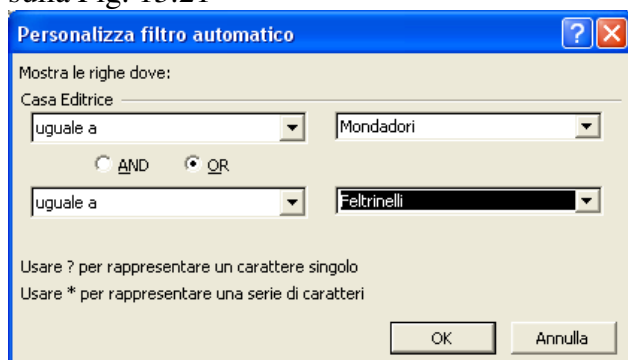 sulla Fig. 15.21
Personalizza filtro automatico
Mostra le righe dove:
Casa Editrice
uguale a Mondadori
AND OR
uguale a Feltrinelli
Usare ? per rappresentare un carattere singolo
Usare * per rappresentare una serie di caratteri
OK Annulla